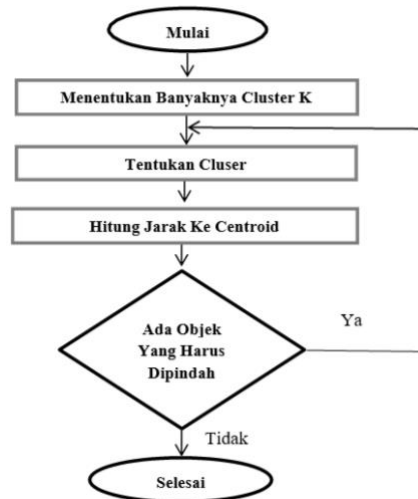 Mulai
Menentukan Banyaknya Cluster K
Tentukan Cluser
Hitung Jarak Ke Centroid
Ada Objek
Yang Harus
Dipindah
Ya
Tidak
Selesai